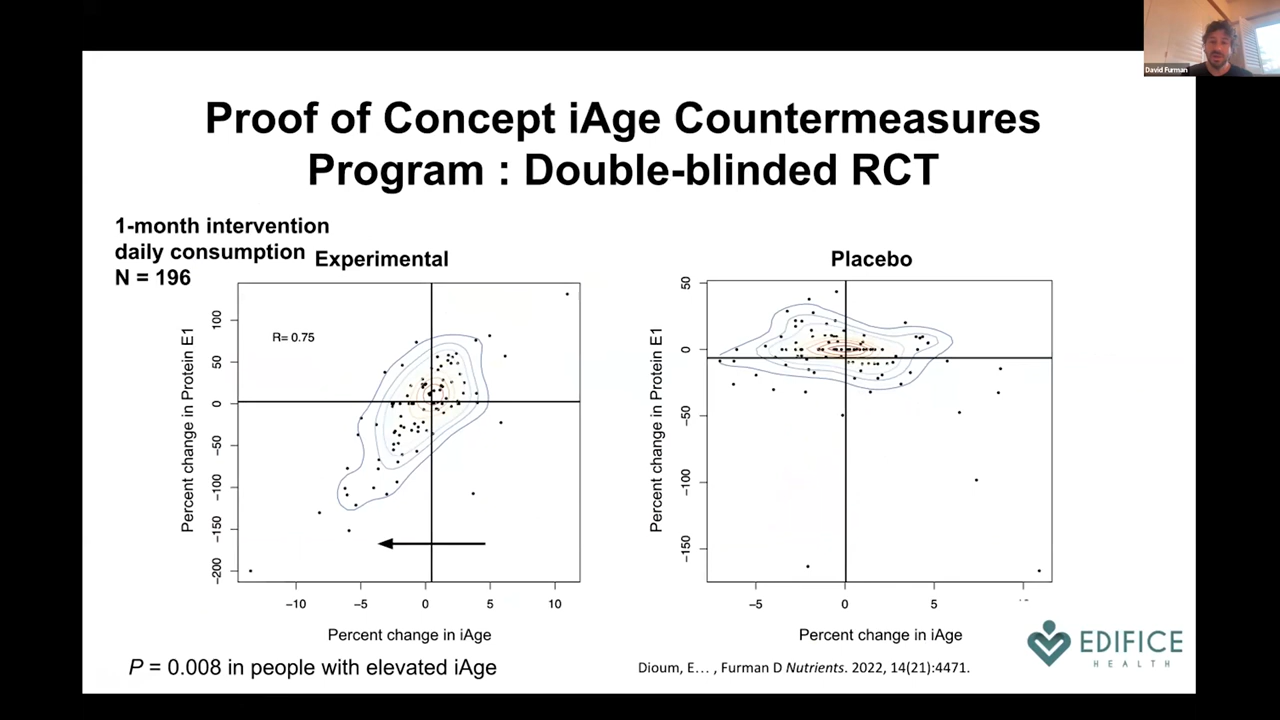 David Furman
Proof of Concept iAge Countermeasures
Program : Double-blinded RCT
1-month intervention
daily consumption
N = 196
Experimental
R= 0.75
Percent change in Protein E1
100
50
0
−50
−100
−150
−200
−10
−5
0
5
10
Percent change in iAge
Placebo
Percent change in Protein E1
50
0
−50
−100
−150
−5
0
5
Percent change in iAge
P = 0.008 in people with elevated iAge
Dioum, E… , Furman D Nutrients. 2022, 14(21):4471.
EDIFICE
HEALTH